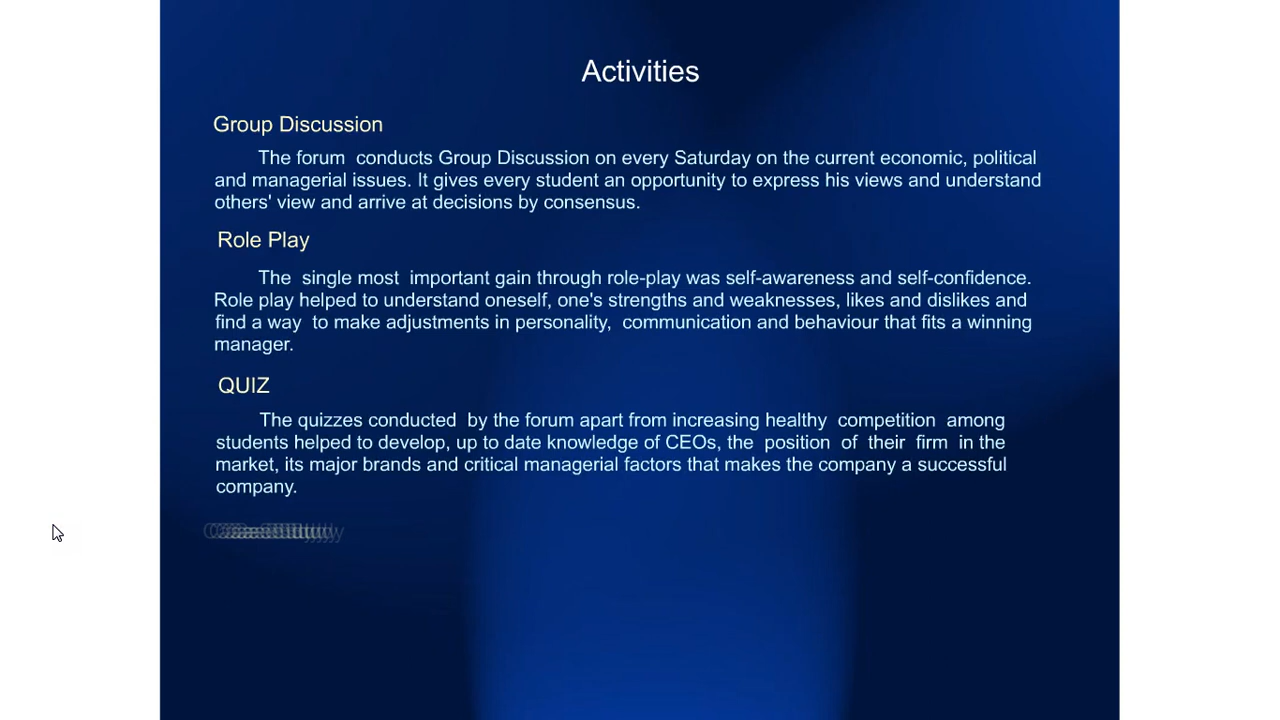 Activities
Group Discussion
The forum conducts Group Discussion on every Saturday on the current economic, political
and managerial issues. It gives every student an opportunity to express his views and understand
others' view and arrive at decisions by consensus.
Role Play
The single most important gain through role-play was self-awareness and self-confidence.
Role play helped to understand oneself, one's strengths and weaknesses, likes and dislikes and
find a way to make adjustments in personality, communication and behaviour that fits a winning
manager.
QUIZ
The quizzes conducted by the forum apart from increasing healthy competition among
students helped to develop, up to date knowledge of CEOs, the position of their firm in the
market, its major brands and critical managerial factors that makes the company a successful
company.